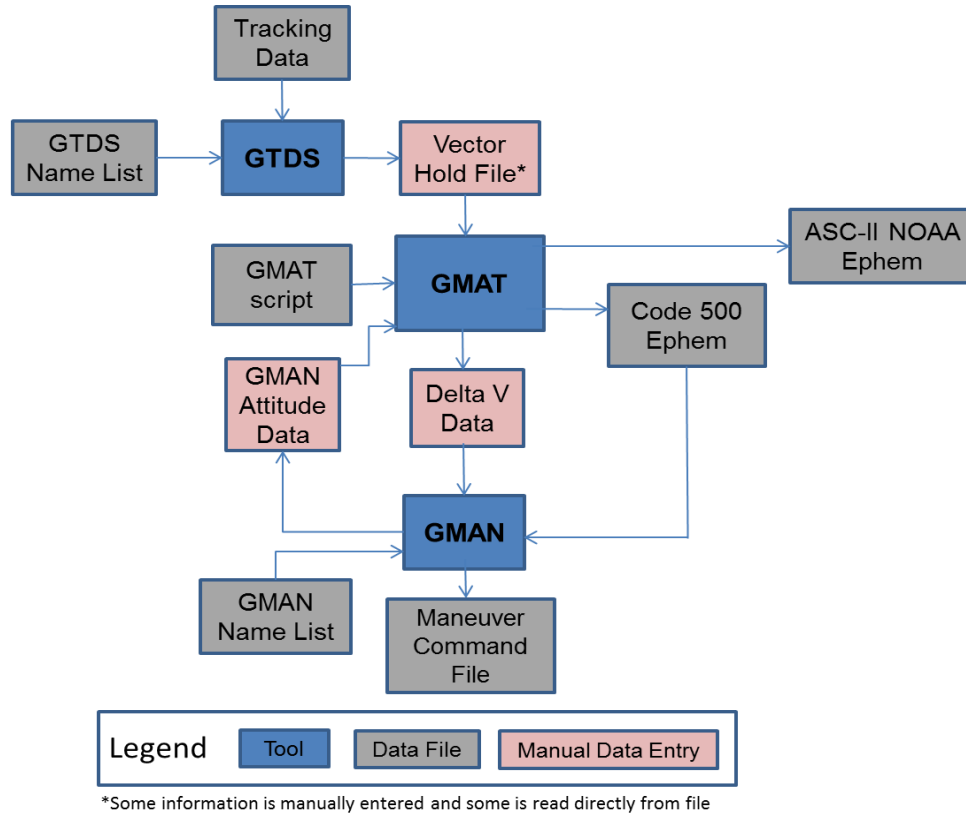 Tracking
Data
GTDS
Name List
GTDS
Vector
Hold File*
ASC-II NOAA
Ephem
GMAT
script
GMAT
Code 500
Ephem
GMAN
Attitude
Data
Delta V
Data
GMAN
GMAN
Name List
Maneuver
Command
File
Legend
Tool
Data File
Manual Data Entry
*Some information is manually entered and some is read directly from file